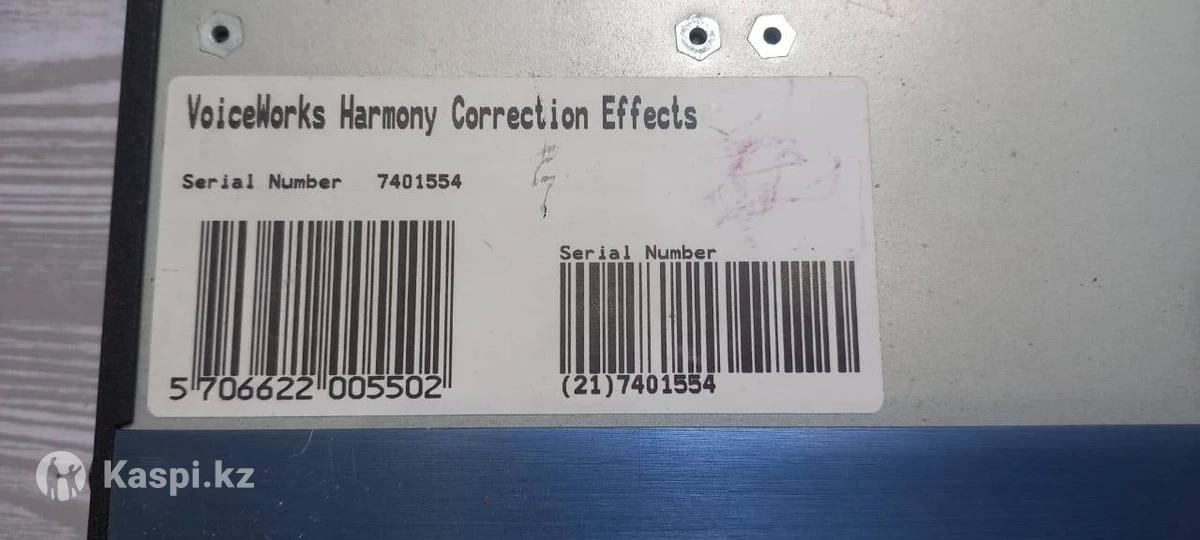 VoiceWorks Harmony Correction Effects
Serial Number 7401554
5 706622 005502
Serial Number
(21)7401554
Kaspi.kz